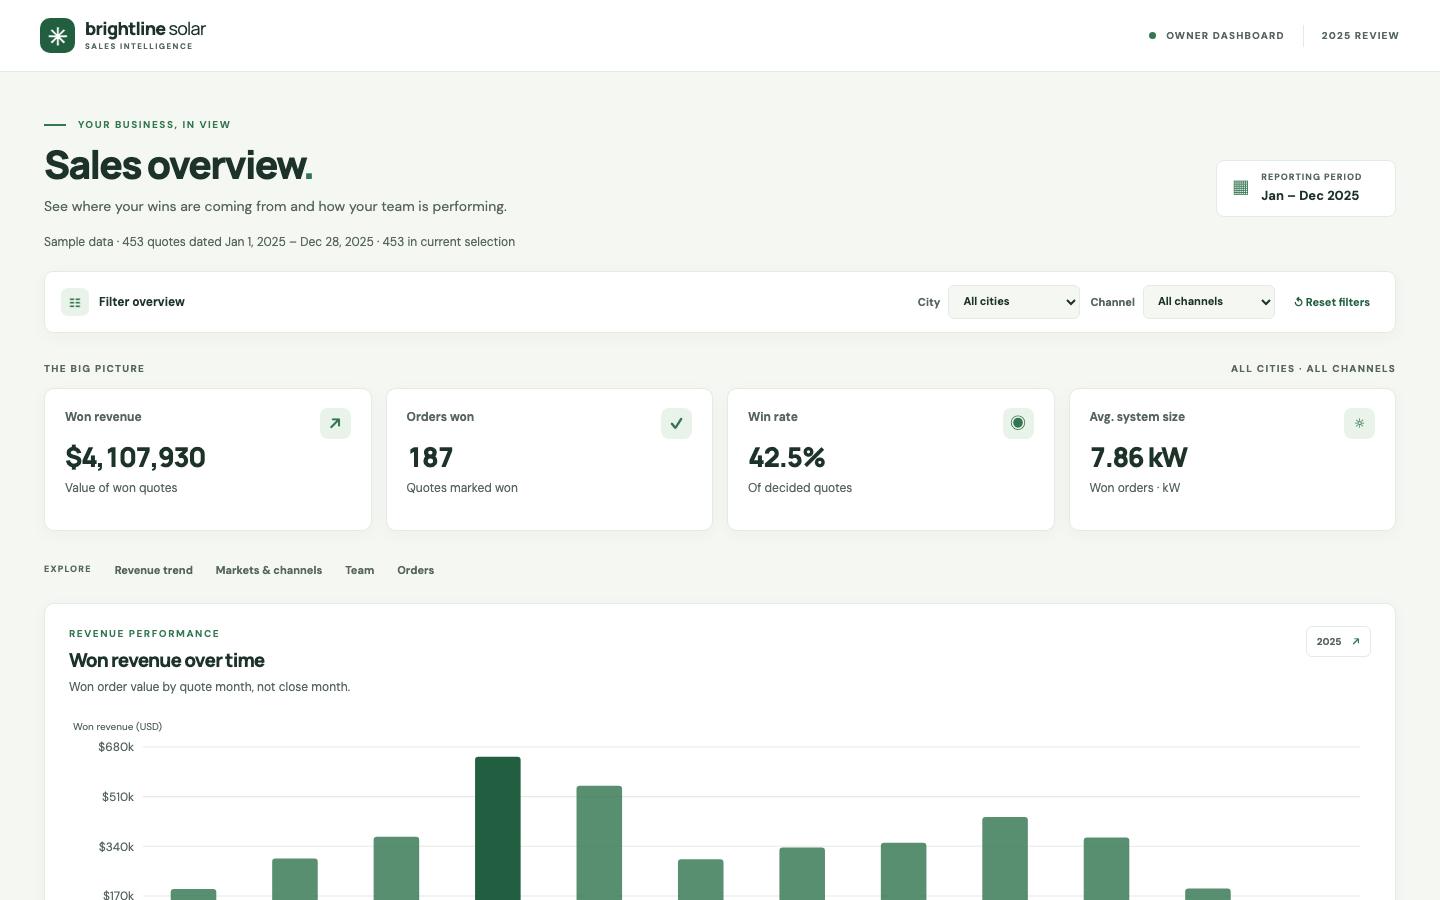 brightline solar
SALES INTELLIGENCE
OWNER DASHBOARD
2025 REVIEW
YOUR BUSINESS, IN VIEW
Sales overview.
See where your wins are coming from and how your team is performing.
Sample data · 453 quotes dated Jan 1, 2025 – Dec 28, 2025 · 453 in current selection
REPORTING PERIOD
Jan – Dec 2025
Filter overview
City
All cities
Channel
All channels
Reset filters
THE BIG PICTURE
ALL CITIES · ALL CHANNELS
Won revenue
$4,107,930
Value of won quotes
Orders won
187
Quotes marked won
Win rate
42.5%
Of decided quotes
Avg. system size
7.86 kW
Won orders · kW
EXPLORE
Revenue trend
Markets & channels
Team
Orders
REVENUE PERFORMANCE
Won revenue over time
Won order value by quote month, not close month.
2025
Won revenue (USD)
$680k
$510k
$340k
$170k